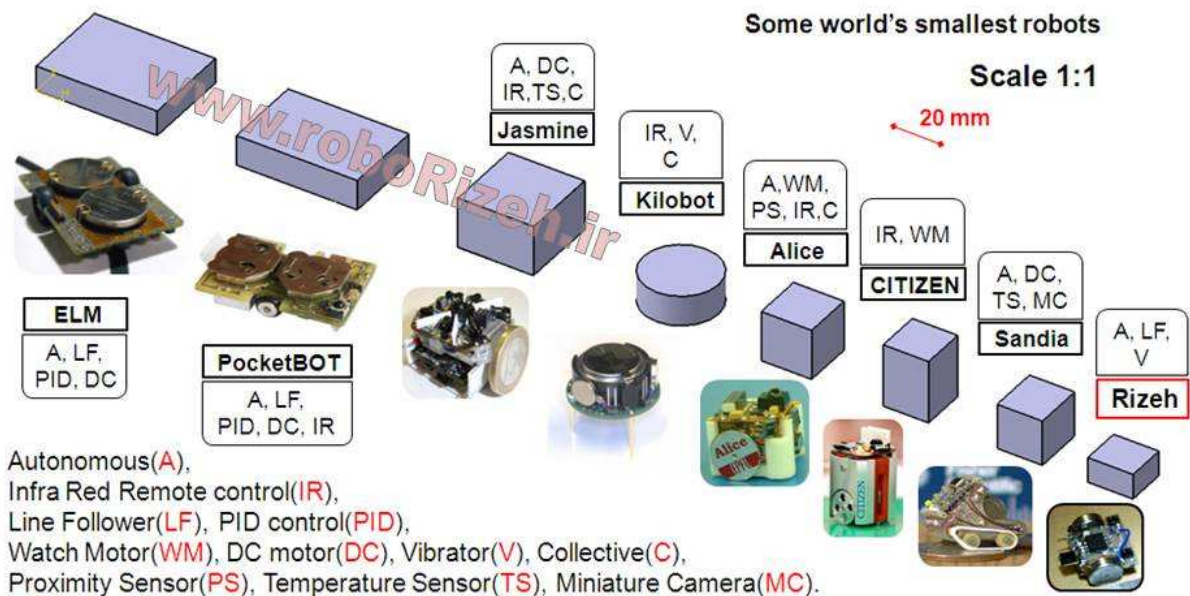 Some world's smallest robots
Scale 1:1
20 mm
www.roboRizeh.ir
ELM
A, LF,
PID, DC
PocketBOT
A, LF,
PID, DC, IR
A, DC,
IR,TS,C
Jasmine
IR, V,
C
Kilobot
A,WM,
PS, IR,C
Alice
IR, WM
CITIZEN
A, DC,
TS, MC
Sandia
A, LF,
V
Rizeh
Alice
EPFL
CITIZEN
Autonomous(A),
Infra Red Remote control(IR),
Line Follower(LF), PID control(PID),
Watch Motor(WM), DC motor(DC), Vibrator(V), Collective(C),
Proximity Sensor(PS), Temperature Sensor(TS), Miniature Camera(MC).